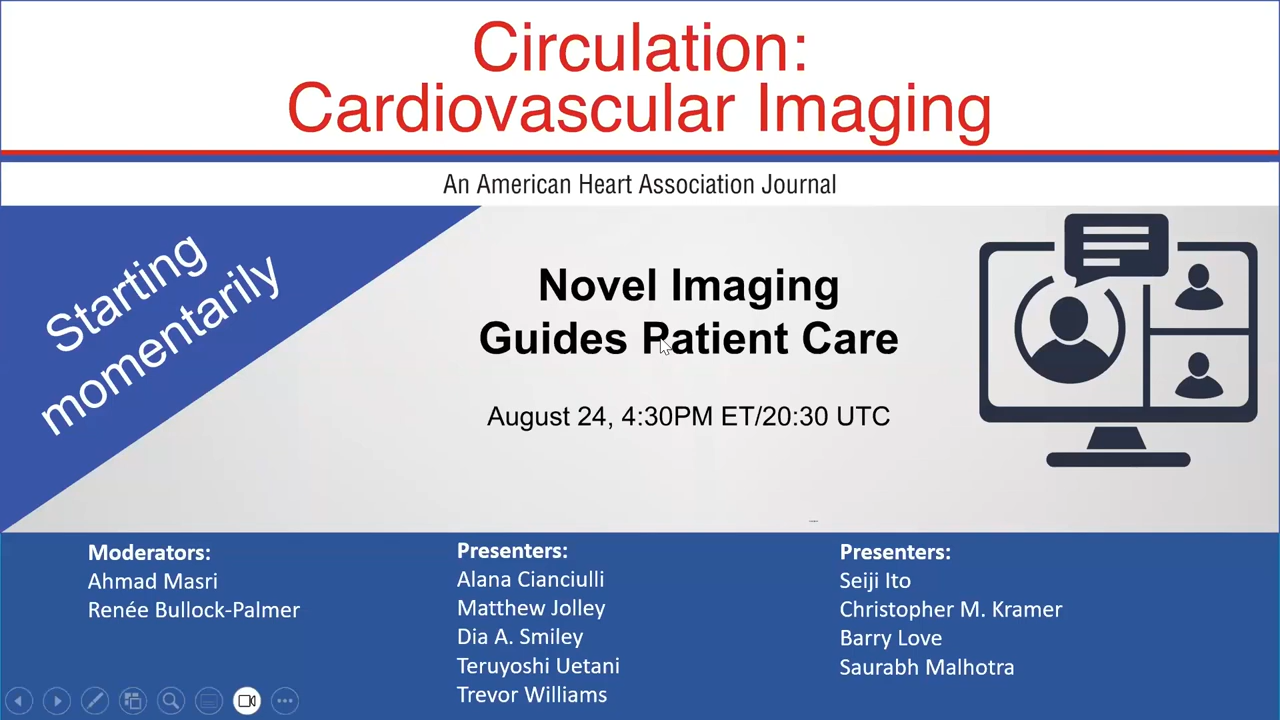 Circulation:
Cardiovascular Imaging
An American Heart Association Journal
Starting
momentarily
Novel Imaging
Guides Patient Care
August 24, 4:30PM ET/20:30 UTC
Moderators:
Ahmad Masri
Renée Bullock-Palmer
Presenters:
Alana Cianciulli
Matthew Jolley
Dia A. Smiley
Teruyoshi Uetani
Trevor Williams
Presenters:
Seiji Ito
Christopher M. Kramer
Barry Love
Saurabh Malhotra